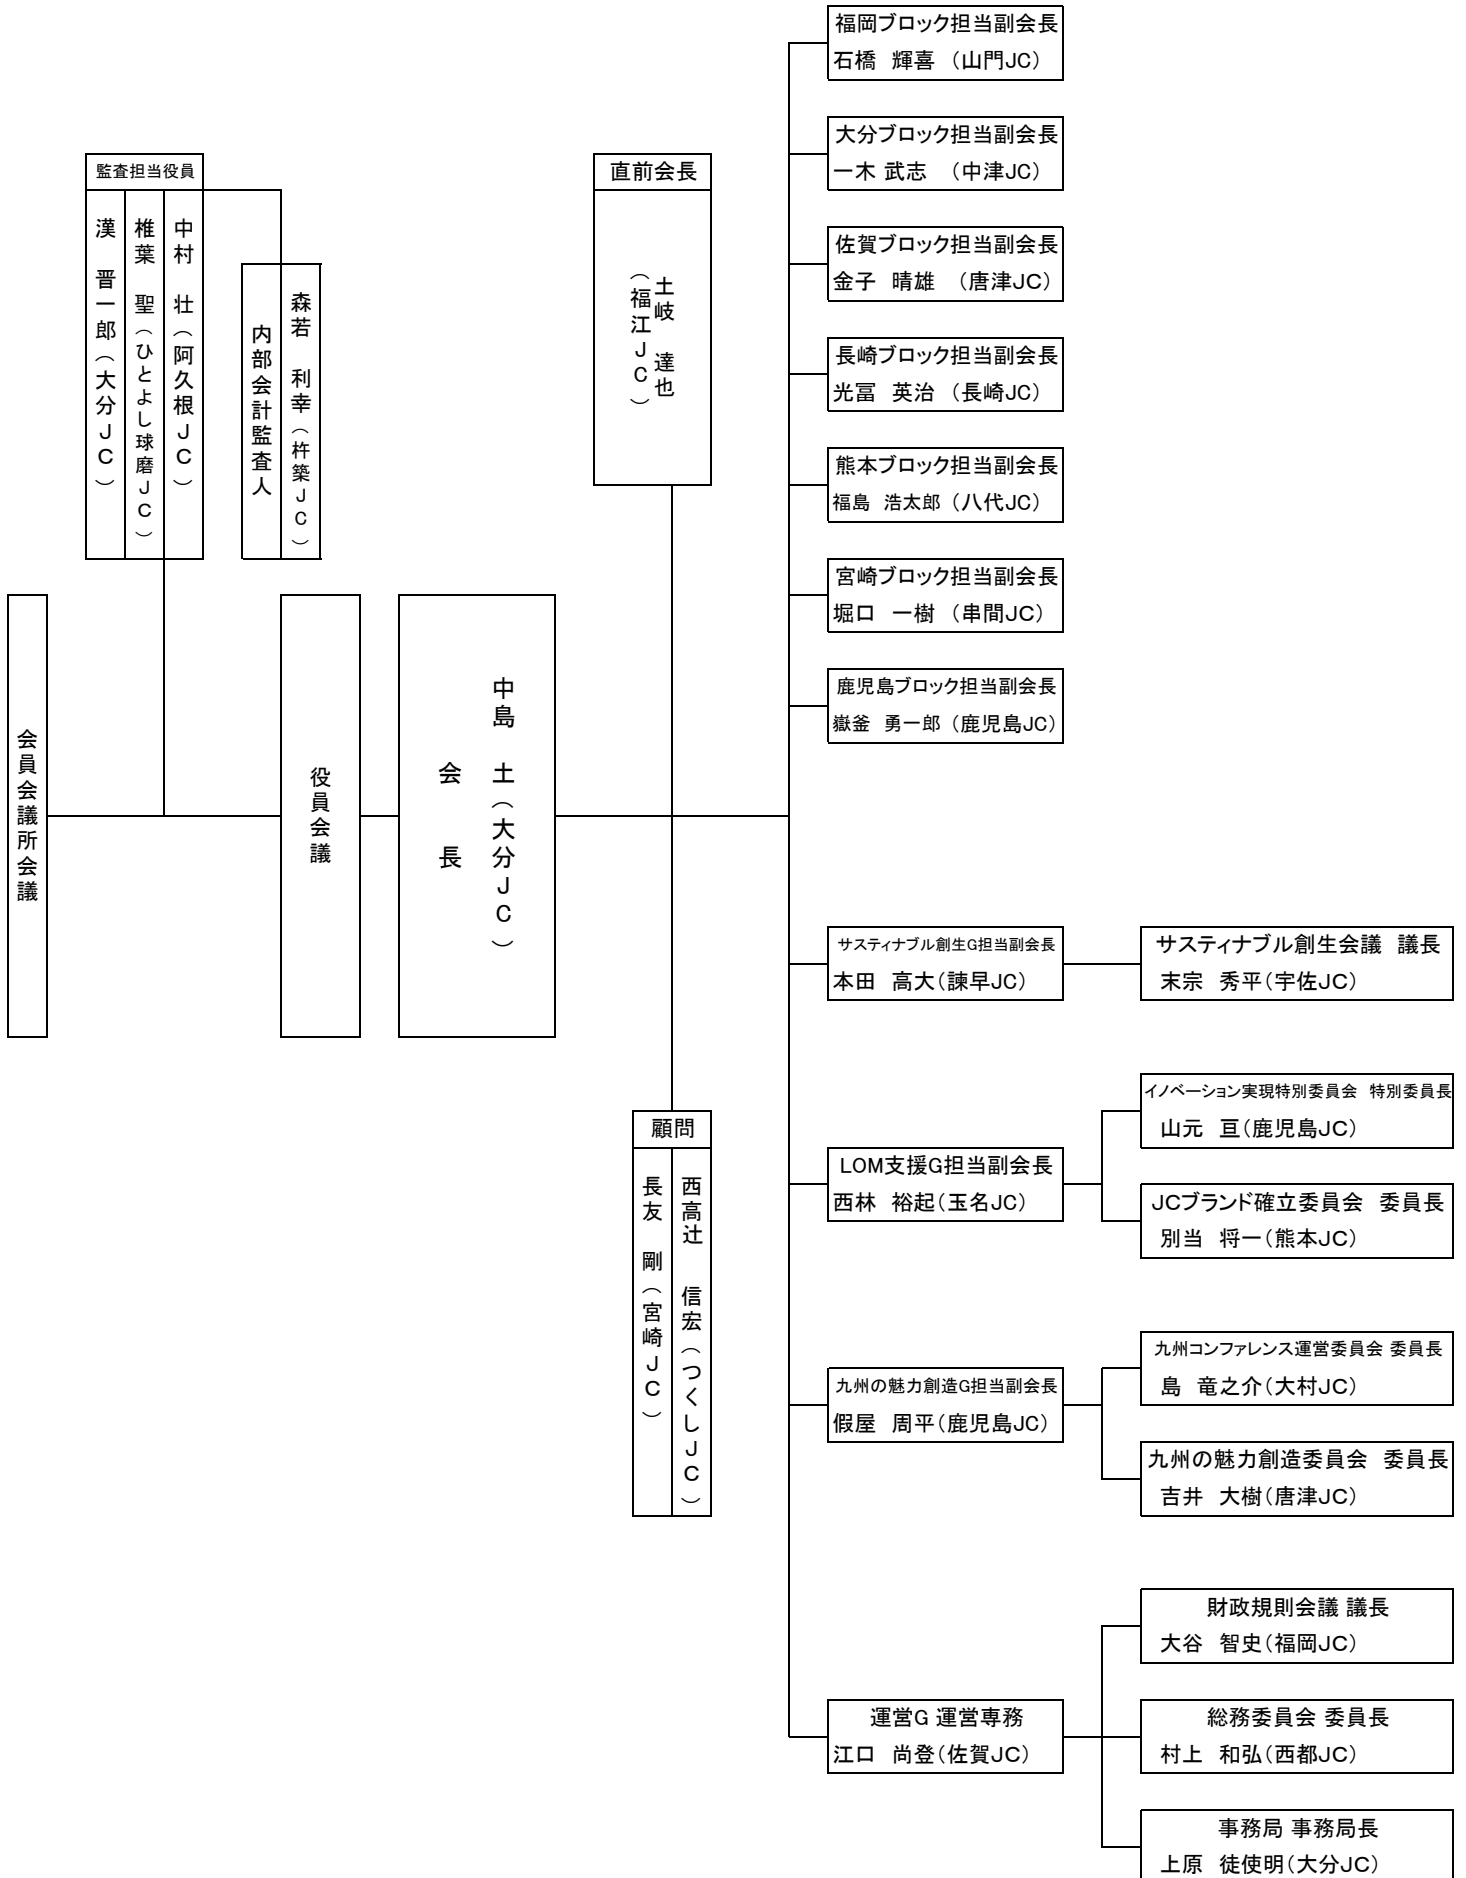 監査担当役員
中村　壮（阿久根ＪＣ）
椎葉　聖（ひとよし球磨ＪＣ）
漢　晋一郎（大分ＪＣ）
森若　利幸（杵築ＪＣ）
内部会計監査人
会員会議所会議
役員会議
中島　土（大分ＪＣ）
会　長
直前会長
土岐　達也
（福江ＪＣ）
顧問
西高辻　信宏（つくしＪＣ）
長友　剛（宮崎ＪＣ）
福岡ブロック担当副会長
石橋　輝喜　（山門JC）
大分ブロック担当副会長
一木 武志　（中津JC）
佐賀ブロック担当副会長
金子　晴雄　（唐津JC）
長崎ブロック担当副会長
光冨　英治　（長崎JC）
熊本ブロック担当副会長
福島　浩太郎　（八代JC）
宮崎ブロック担当副会長
堀口　一樹　（串間JC）
鹿児島ブロック担当副会長
嶽釜　勇一郎　（鹿児島JC）
サスティナブル創生G担当副会長
本田　高大（諫早JC）
サスティナブル創生会議　議長
末宗　秀平（宇佐JC）
LOM支援G担当副会長
西林　裕起（玉名JC）
イノベーション実現特別委員会　特別委員長
山元　亘（鹿児島JC）
JCブランド確立委員会　委員長
別当　将一（熊本JC）
九州の魅力創造G担当副会長
假屋　周平（鹿児島JC）
九州コンファレンス運営委員会 委員長
島　竜之介（大村JC）
九州の魅力創造委員会　委員長
吉井　大樹（唐津JC）
運営G 運営専務
江口　尚登（佐賀JC）
財政規則会議 議長
大谷　智史（福岡JC）
総務委員会 委員長
村上　和弘（西都JC）
事務局 事務局長
上原　徒使明（大分JC）